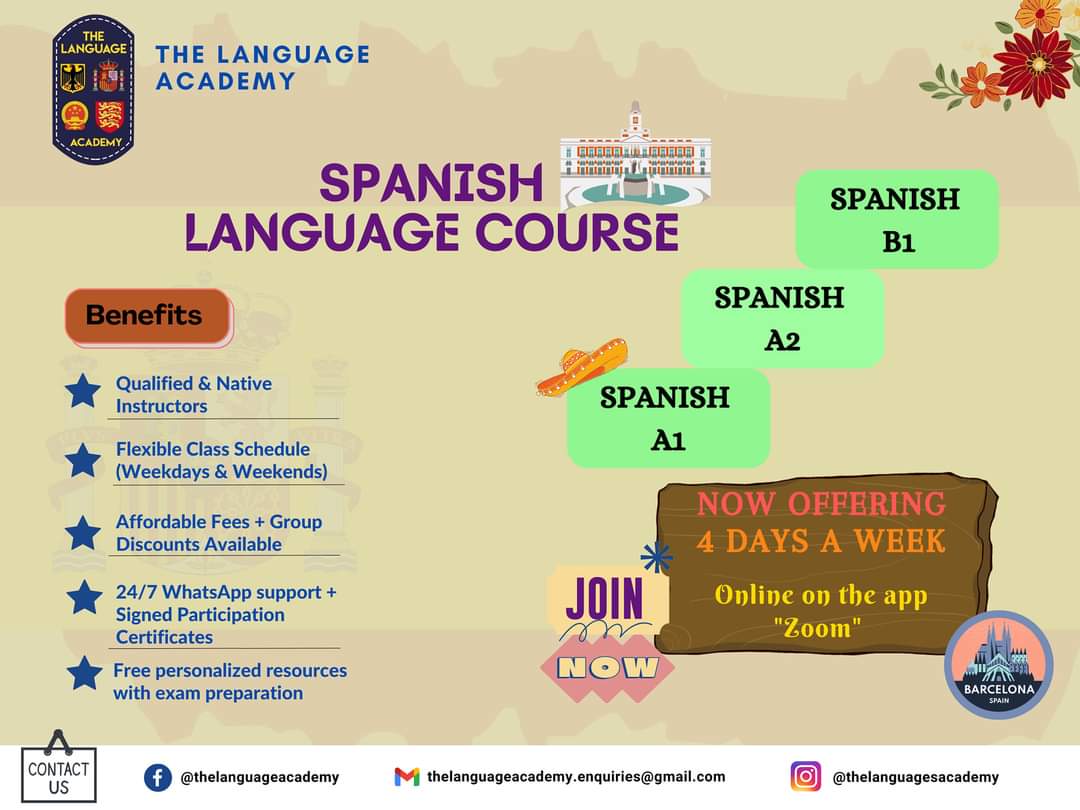 THE
LANGUAGE
ACADEMY
THE LANGUAGE
ACADEMY
SPANISH
LANGUAGE COURSE
SPANISH
B1
SPANISH
A2
SPANISH
A1
Benefits
Qualified & Native
Instructors
Flexible Class Schedule
(Weekdays & Weekends)
Affordable Fees + Group
Discounts Available
24/7 WhatsApp support +
Signed Participation
Certificates
Free personalized resources
with exam preparation
NOW OFFERING
4 DAYS A WEEK
Online on the app
"Zoom"
JOIN
NOW
BARCELONA
SPAIN
CONTACT
US
@thelanguageacademy
thelanguageacademy.enquiries@gmail.com
@thelanguagesacademy